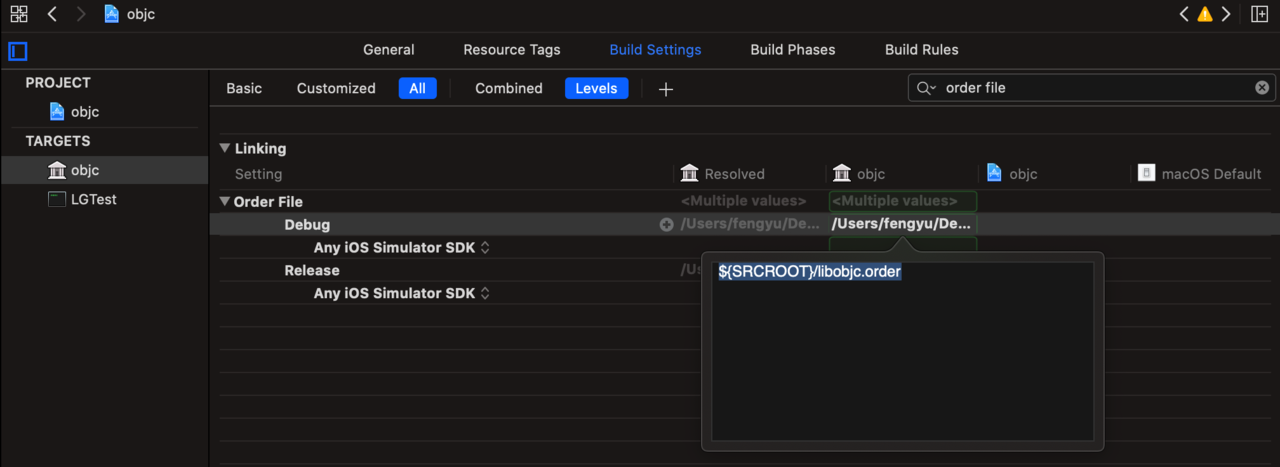 objc
General Resource Tags Build Settings Build Phases Build Rules
PROJECT
objc
TARGETS
objc
LGTest
Basic Customized All Combined Levels + order file
Linking
Setting Resolved objc objc macOS Default
Order File <Multiple values> <Multiple values>
Debug /Users/fengyu/De... /Users/fengyu/De...
Any iOS Simulator SDK
Release /Us
Any iOS Simulator SDK
${SRCROOT}/libobjc.order